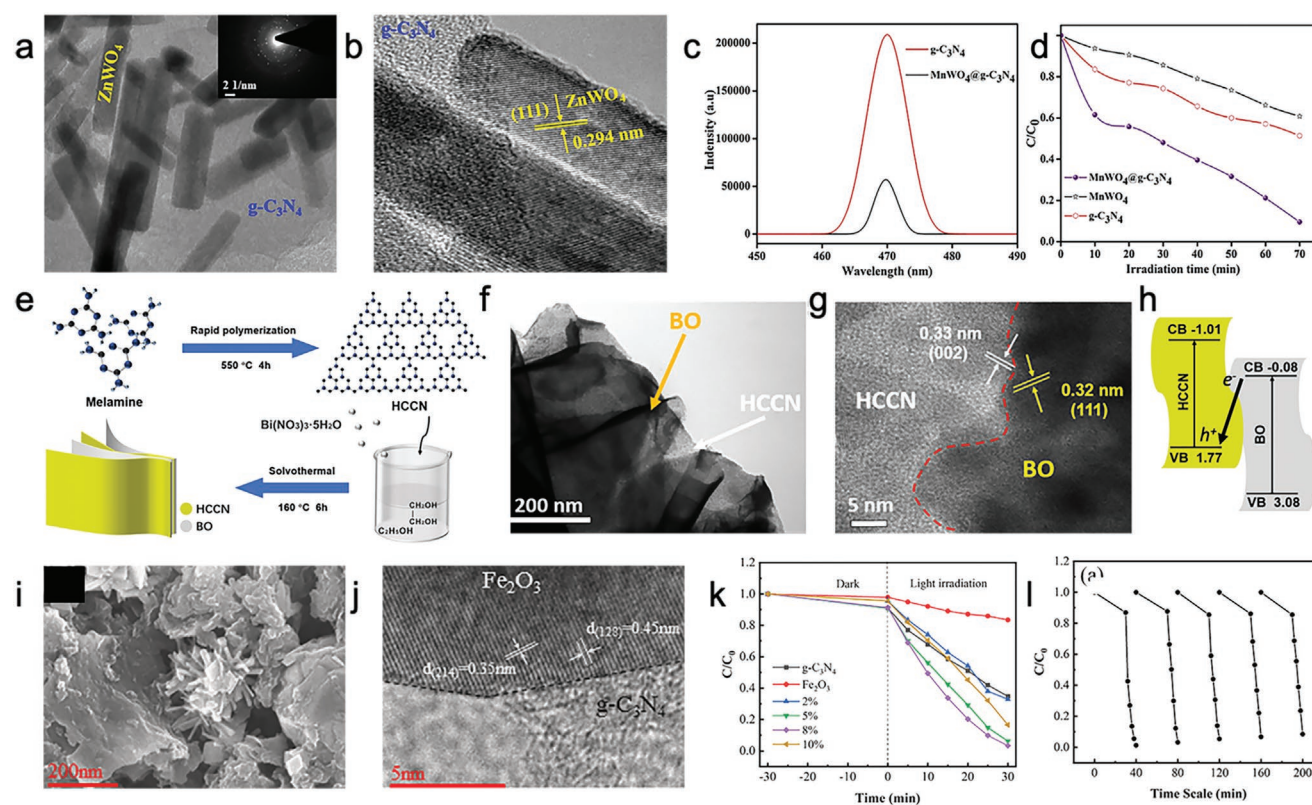 a
ZnWO₄
2 1/nm
g-C₃N₄
b
g-C₃N₄
(111)
ZnWO₄
0.294 nm
c
Indensity (a.u)
200000
150000
100000
50000
0
g-C₃N₄
MnWO₄@g-C₃N₄
450 460 470 480 490
Wavelength (nm)
d
C/C₀
0.8
0.6
0.4
0.2
0.0
MnWO₄@g-C₃N₄
MnWO₄
g-C₃N₄
0 10 20 30 40 50 60 70
Irradiation time (min)
e
Melamine
Rapid polymerization
550 °C 4h
HCCN
Bi(NO₃)₃·5H₂O
Solvothermal
160 °C 6h
CH₂OH
CH₂OH
C₂H₅OH
HCCN
BO
f
BO
HCCN
200 nm
g
0.33 nm
(002)
HCCN
0.32 nm
(111)
BO
5 nm
h
CB -1.01
CB -0.08
e⁻
HCCN
BO
h⁺
VB 1.77
VB 3.08
i
200nm
j
Fe₂O₃
d(214)=0.35nm
d(128)=0.45nm
g-C₃N₄
5nm
k
C/C₀
1.2
1.0
0.8
0.6
0.4
0.2
0.0
Dark
Light irradiation
g-C₃N₄
Fe₂O₃
2%
5%
8%
10%
-30 -20 -10 0 10 20 30
Time (min)
l
(a)
C/C₀
1.0
0.8
0.6
0.4
0.2
0.0
0 40 80 120 160 200
Time Scale (min)